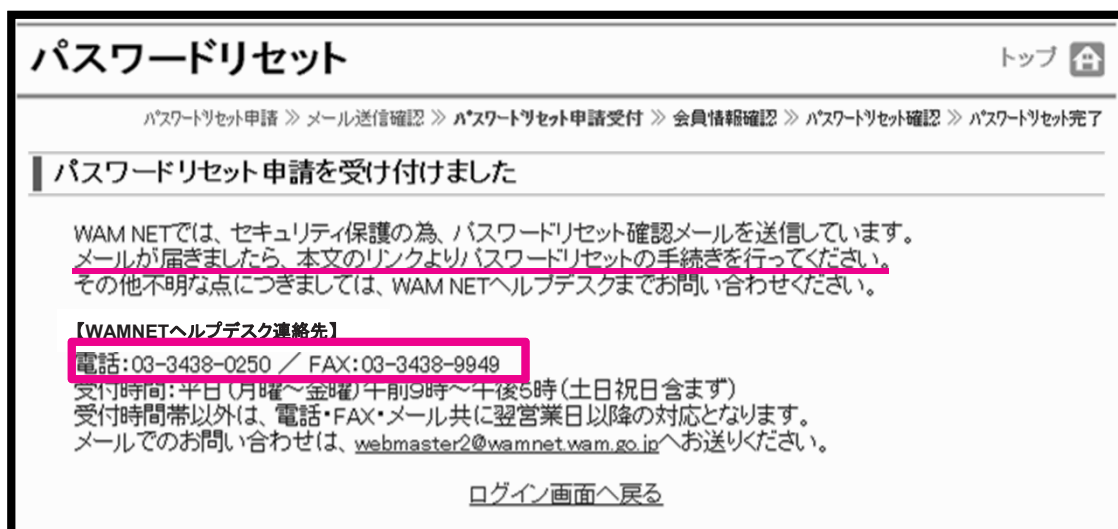 パスワードリセット
トップ
パスワードリセット申請 ≫ メール送信確認 ≫ パスワードリセット申請受付 ≫ 会員情報確認 ≫ パスワードリセット確認 ≫ パスワードリセット完了
パスワードリセット申請を受け付けました
WAM NETでは、セキュリティ保護の為、パスワードリセット確認メールを送信しています。
メールが届きましたら、本文のリンクよりパスワードリセットの手続きを行ってください。
その他不明な点につきましては、WAM NETヘルプデスクまでお問い合わせください。
【WAMNETヘルプデスク連絡先】
電話:03-3438-0250 / FAX:03-3438-9949
受付時間:平日(月曜~金曜)午前9時~午後5時(土日祝日含まず)
受付時間帯以外は、電話・FAX・メール共に翌営業日以降の対応となります。
メールでのお問い合わせは、webmaster2@wamnet.wam.go.jpへお送りください。
ログイン画面へ戻る